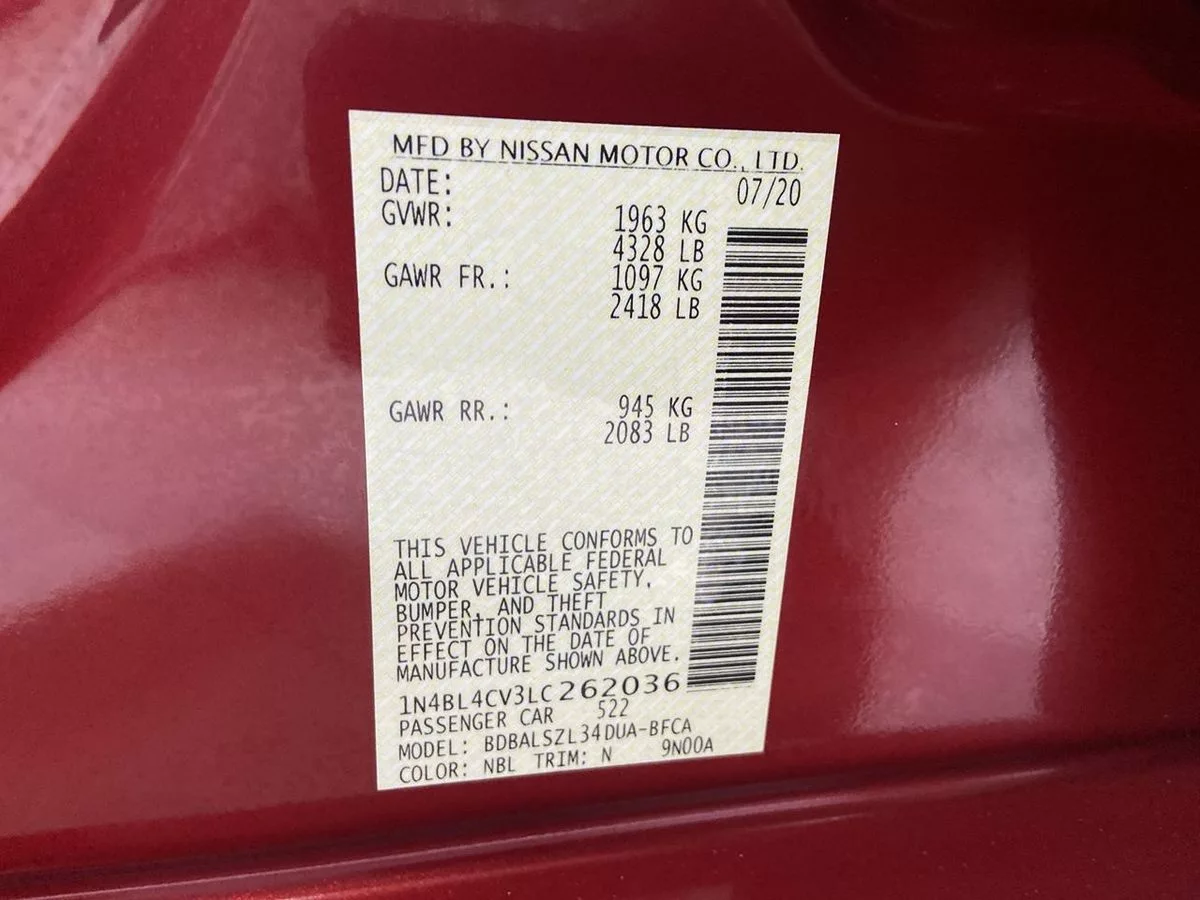 MFD BY NISSAN MOTOR CO., LTD.
DATE: 07/20
GVWR: 1963 KG
4328 LB
GAWR FR.: 1097 KG
2418 LB
GAWR RR.: 945 KG
2083 LB
THIS VEHICLE CONFORMS TO
ALL APPLICABLE FEDERAL
MOTOR VEHICLE SAFETY,
BUMPER, AND THEFT
PREVENTION STANDARDS IN
EFFECT ON THE DATE OF
MANUFACTURE SHOWN ABOVE.
1N4BL4CV3LC262036
PASSENGER CAR 522
MODEL: BDBALSZL34DUA-BFCA
COLOR: NBL TRIM: N 9N00A